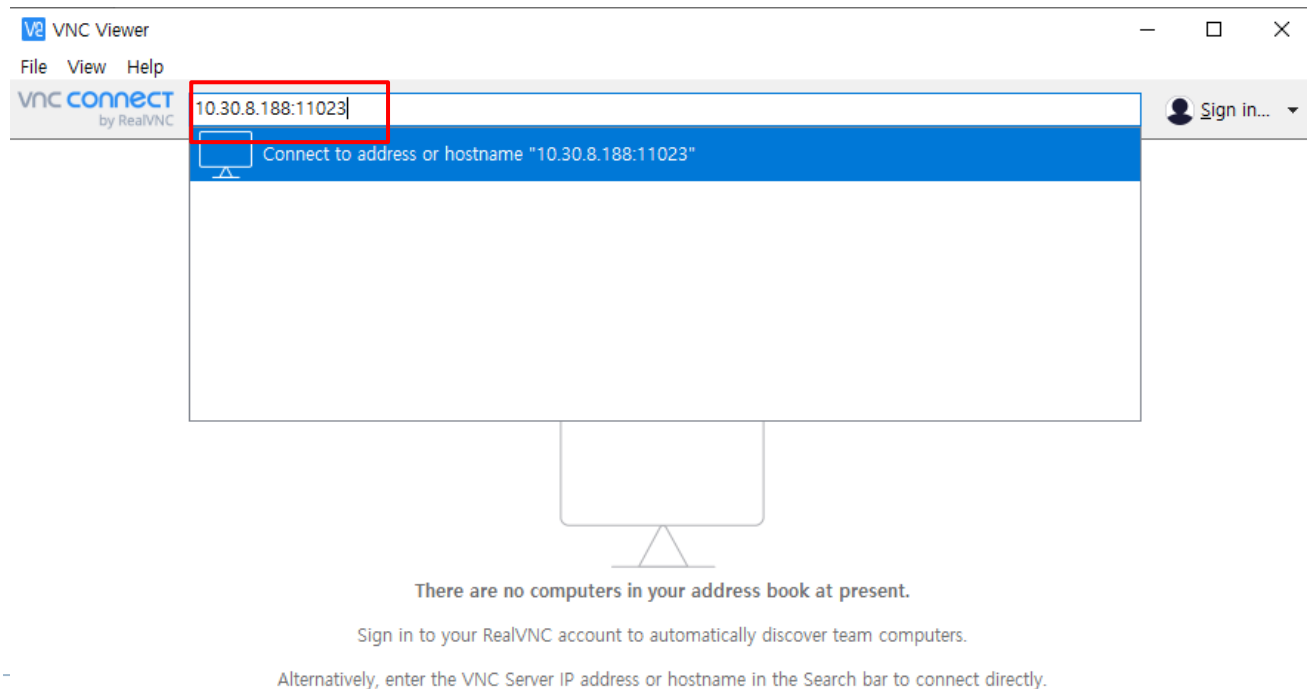 VNC Viewer
File View Help
vnc connect
by RealVNC
10.30.8.188:11023
Sign in...
Connect to address or hostname "10.30.8.188:11023"
There are no computers in your address book at present.
Sign in to your RealVNC account to automatically discover team computers.
Alternatively, enter the VNC Server IP address or hostname in the Search bar to connect directly.